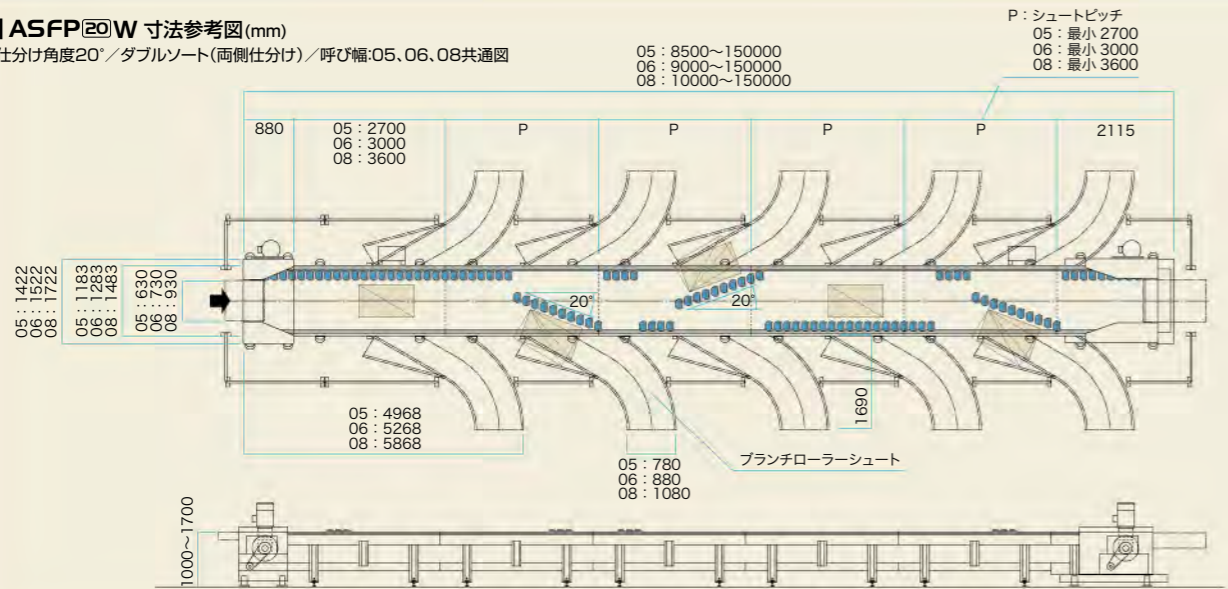 ASFP20W 寸法参考図(mm)
仕分け角度20°/ダブルソート(両側仕分け)/呼び幅:05、06、08共通図
P:シュートピッチ
05:最小 2700
06:最小 3000
08:最小 3600
05:8500~150000
06:9000~150000
08:10000~150000
880
05:2700
06:3000
08:3600
P
P
P
P
2115
05:1422
06:1522
08:1722
05:1183
06:1283
08:1483
05:630
06:730
08:930
20°
20°
05:4968
06:5268
08:5868
05:780
06:880
08:1080
1690
ブランチローラーシュート
1000~1700